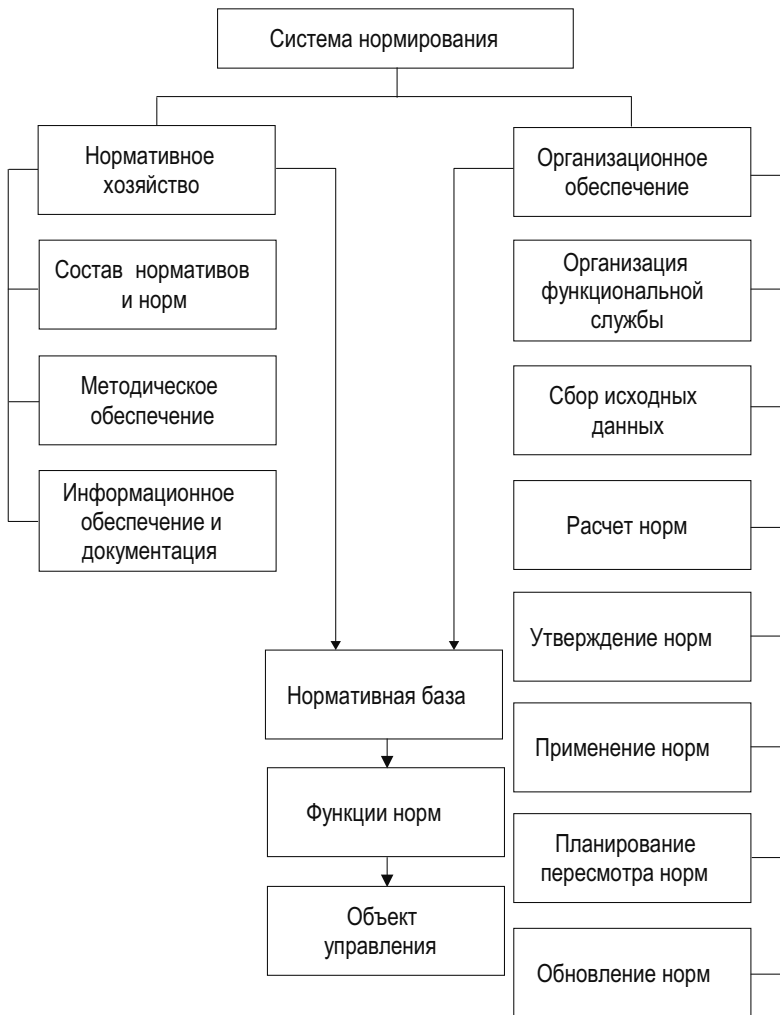 Система нормирования
Нормативное
хозяйство
Состав нормативов
и норм
Методическое
обеспечение
Информационное
обеспечение и
документация
Организационное
обеспечение
Организация
функциональной
службы
Сбор исходных
данных
Расчет норм
Утверждение норм
Применение норм
Планирование
пересмотра норм
Обновление норм
Нормативная база
Функции норм
Объект
управления